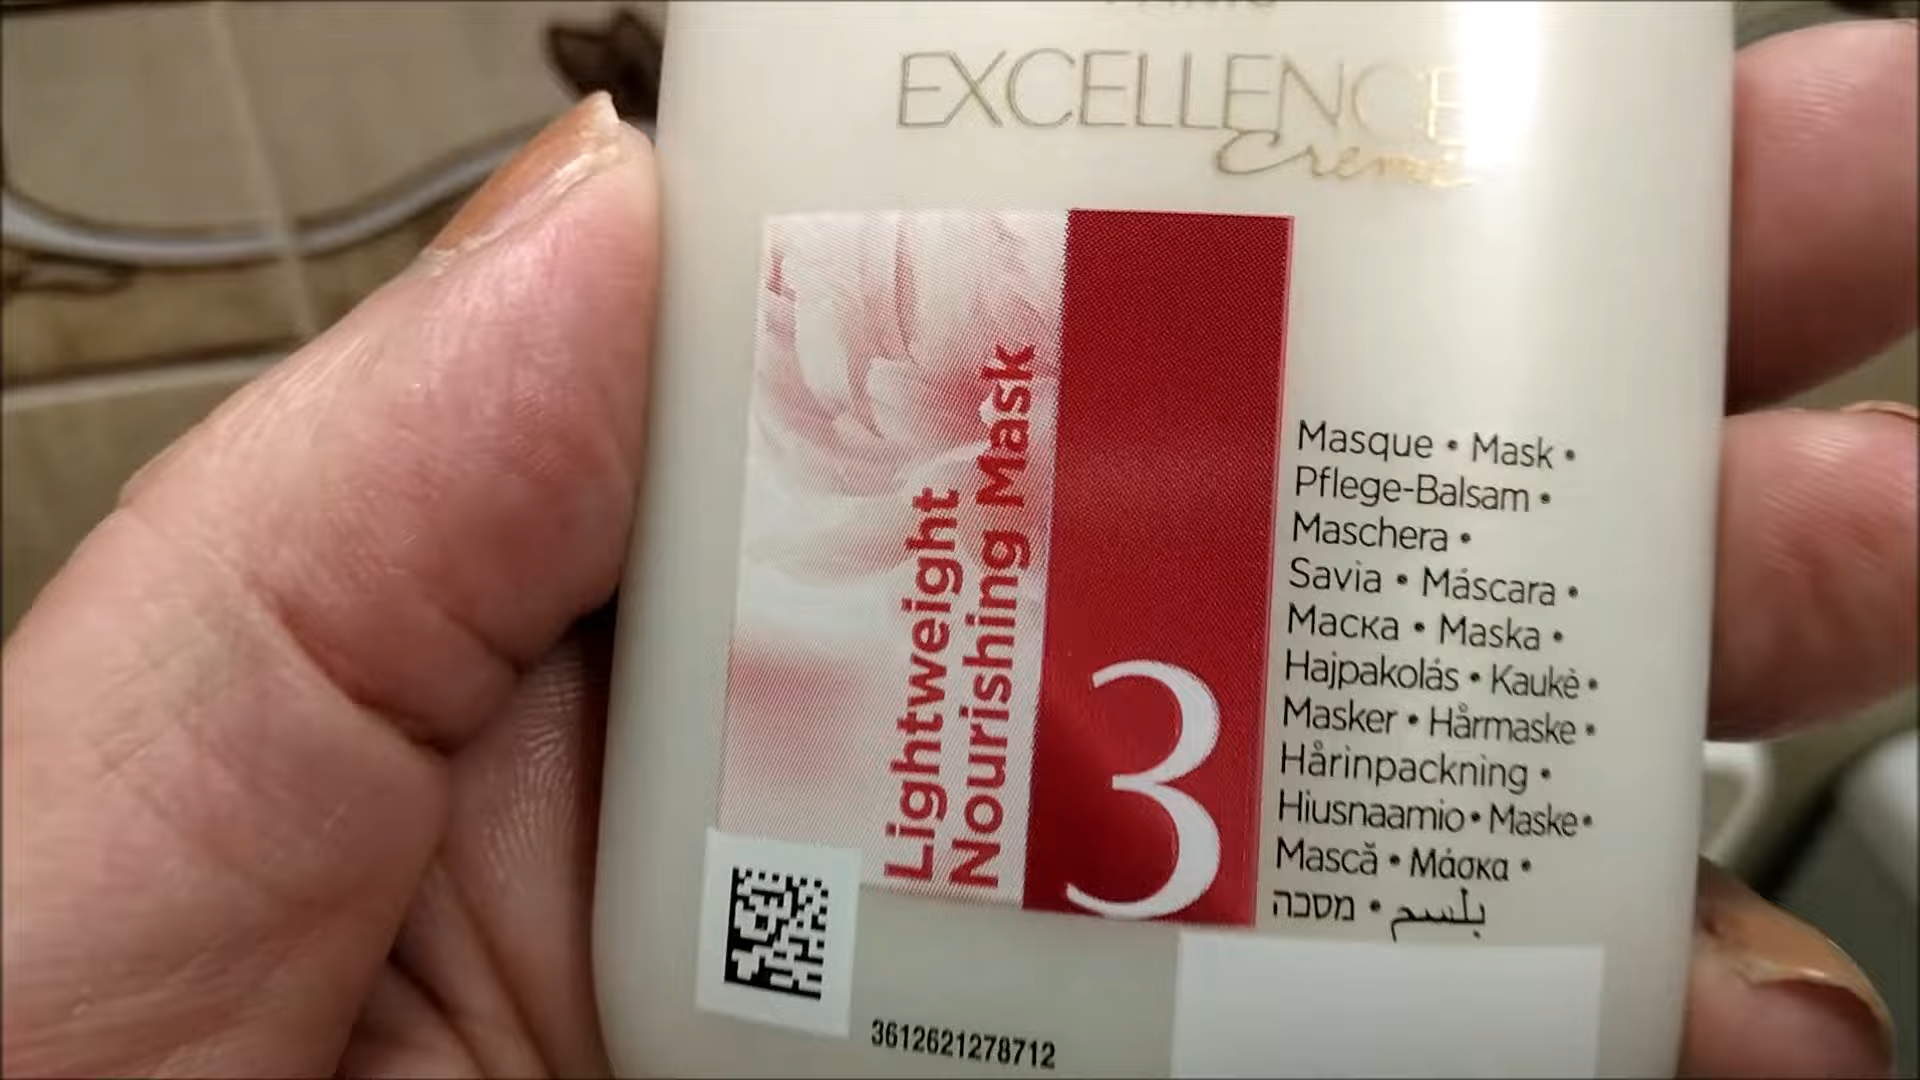 EXCELLENCE
Creme
Lightweight
Nourishing Mask
3
Masque • Mask •
Pflege-Balsam •
Maschera •
Savia • Máscara •
Маска • Maska •
Hajpakolás • Kaukė •
Masker • Hårmaske •
Hårinpackning •
Hiusnaamio • Maske •
Mască • Μάσκα •
מסכה • بلسم
3612621278712